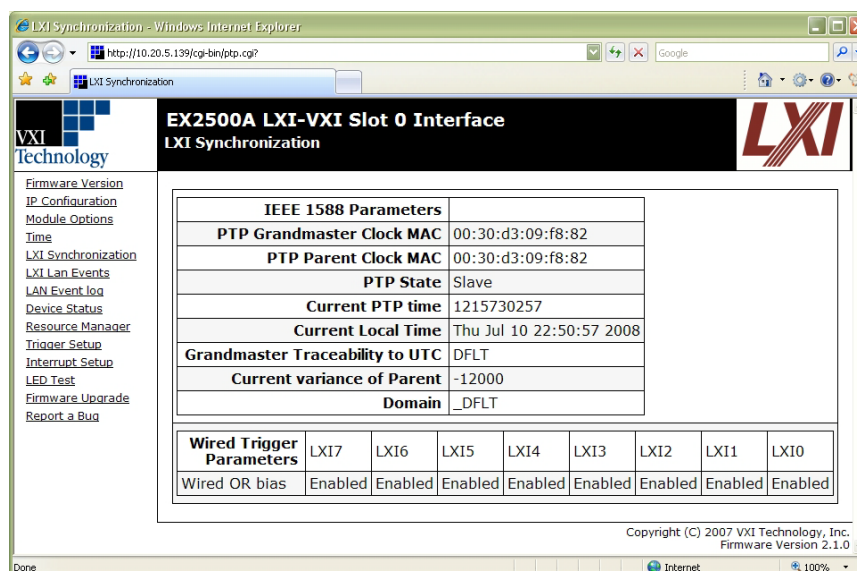 LXI Synchronization - Windows Internet Explorer
http://10.20.5.139/cgi-bin/ptp.cgi?
Google
LXI Synchronization
VXI
Technology
EX2500A LXI-VXI Slot 0 Interface
LXI Synchronization
LXI
Firmware Version
IP Configuration
Module Options
Time
LXI Synchronization
LXI Lan Events
LAN Event log
Device Status
Resource Manager
Trigger Setup
Interrupt Setup
LED Test
Firmware Upgrade
Report a Bug
IEEE 1588 Parameters
PTP Grandmaster Clock MAC 00:30:d3:09:f8:82
PTP Parent Clock MAC 00:30:d3:09:f8:82
PTP State Slave
Current PTP time 1215730257
Current Local Time Thu Jul 10 22:50:57 2008
Grandmaster Traceability to UTC DFLT
Current variance of Parent -12000
Domain _DFLT
Wired Trigger Parameters LXI7 LXI6 LXI5 LXI4 LXI3 LXI2 LXI1 LXI0
Wired OR bias Enabled Enabled Enabled Enabled Enabled Enabled Enabled Enabled
Copyright (C) 2007 VXI Technology, Inc.
Firmware Version 2.1.0
Done Internet 100%